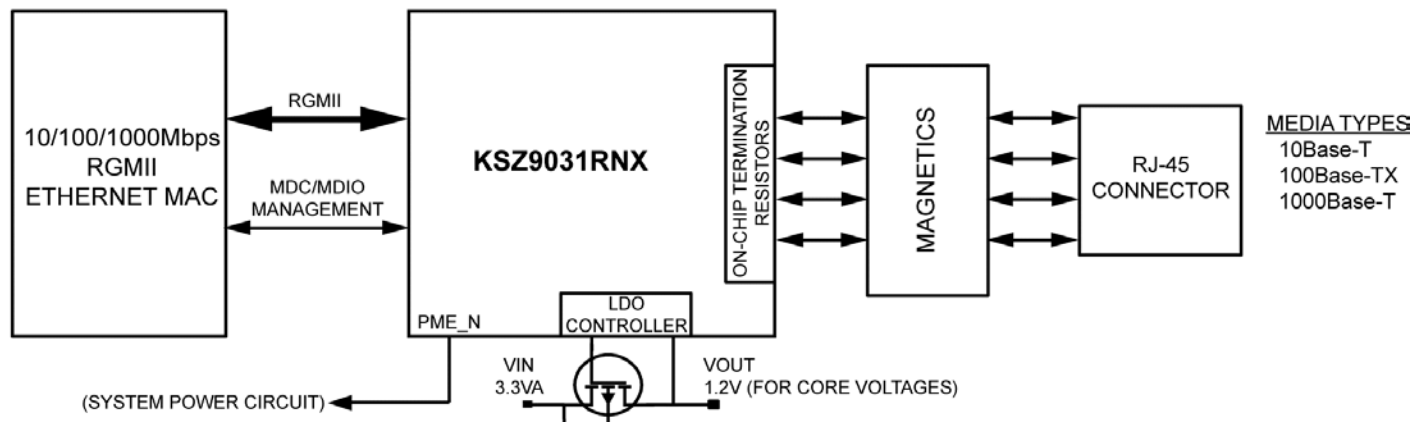 10/100/1000Mbps
RGMII
ETHERNET MAC
RGMII
MDC/MDIO
MANAGEMENT
KSZ9031RNX
ON-CHIP TERMINATION
RESISTORS
PME_N
LDO
CONTROLLER
MAGNETICS
RJ-45
CONNECTOR
MEDIA TYPES:
10Base-T
100Base-TX
1000Base-T
VIN
3.3VA
VOUT
1.2V (FOR CORE VOLTAGES)
(SYSTEM POWER CIRCUIT)